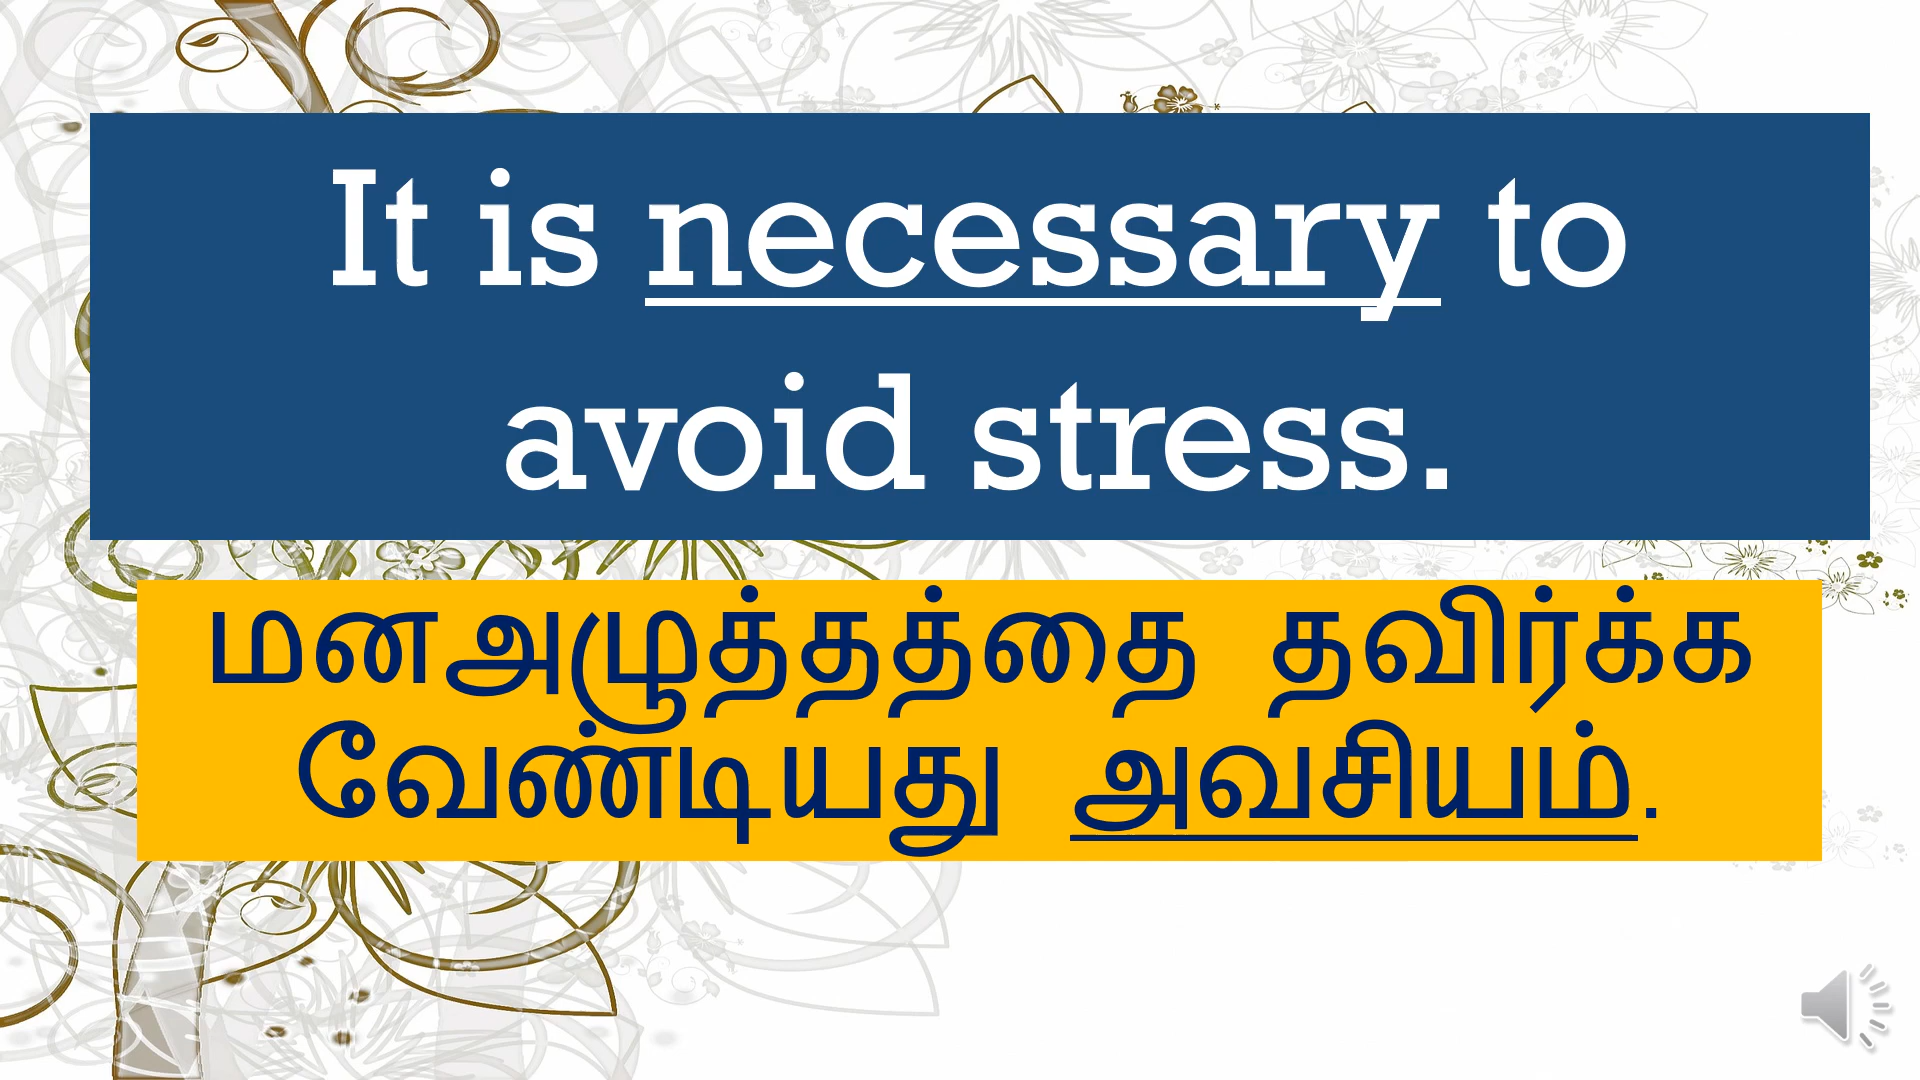 It is necessary to
avoid stress.
மனஅழுத்தத்தை தவிர்க்க
வேண்டியது அவசியம்.